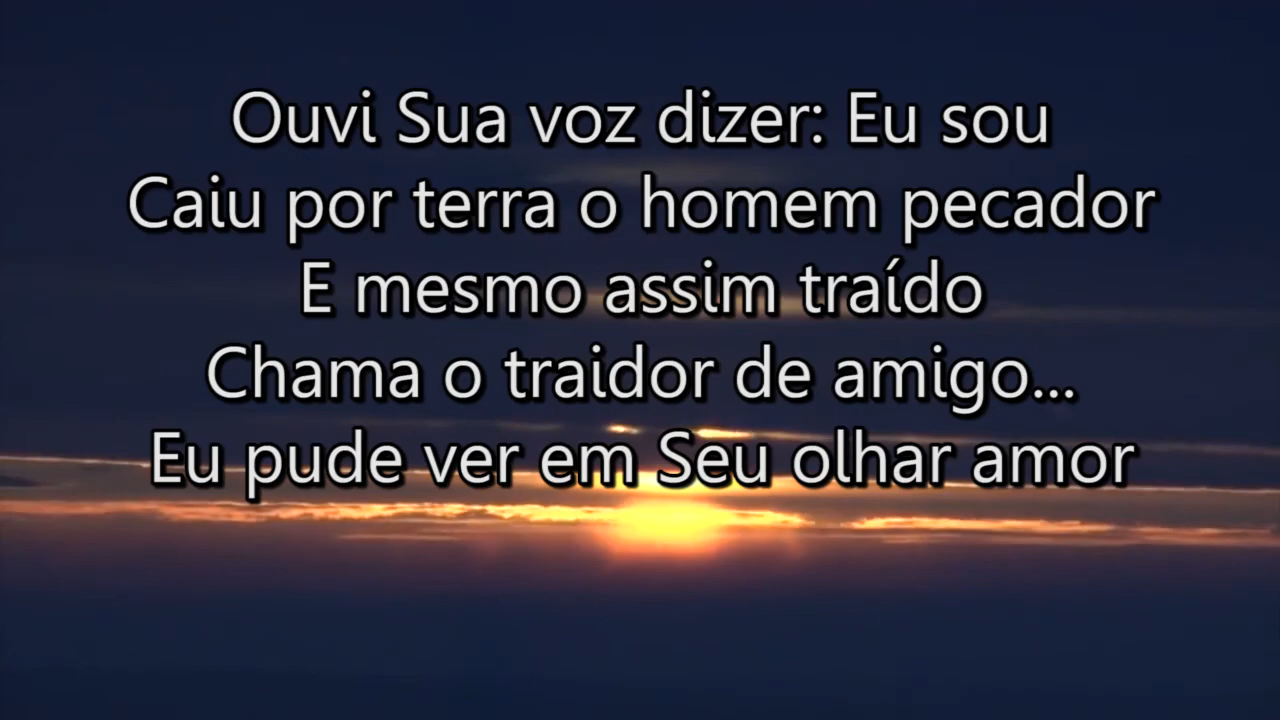 Ouvi Sua voz dizer: Eu sou
Caiu por terra o homem pecador
E mesmo assim traído
Chama o traidor de amigo...
Eu pude ver em Seu olhar amor